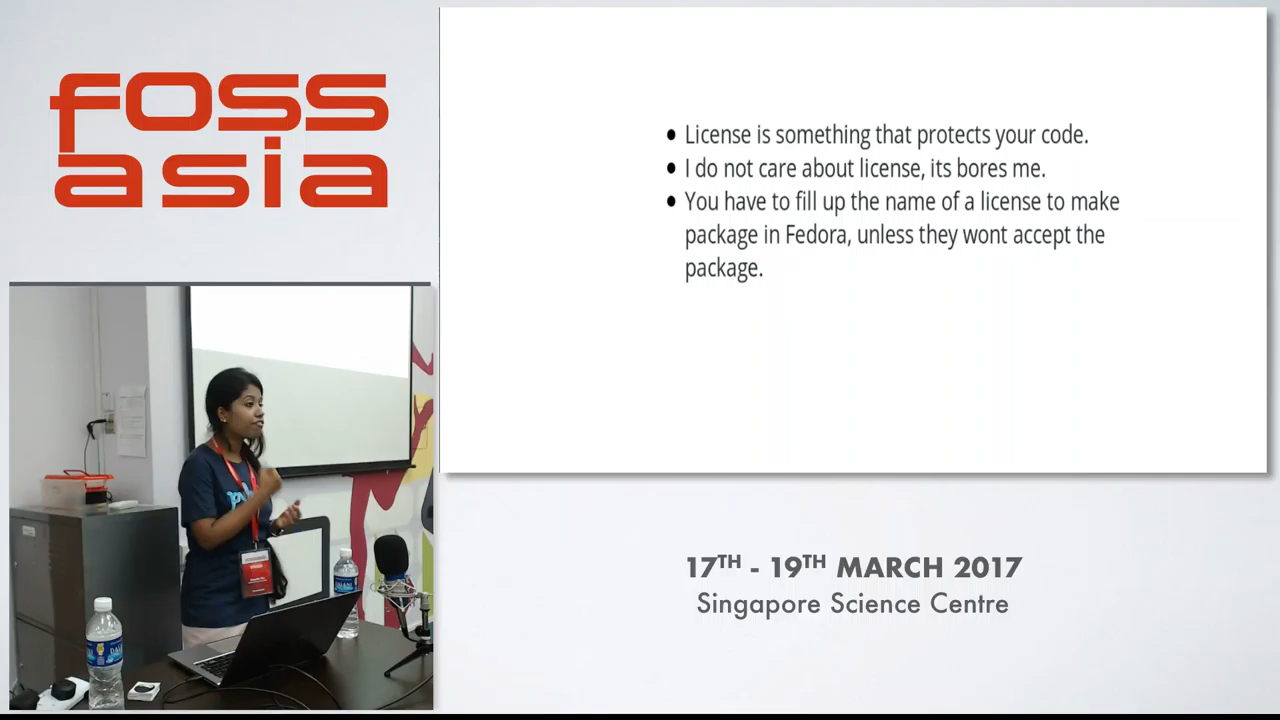 foss
asia
• License is something that protects your code.
• I do not care about license, its bores me.
• You have to fill up the name of a license to make
package in Fedora, unless they wont accept the
package.
17TH - 19TH MARCH 2017
Singapore Science Centre